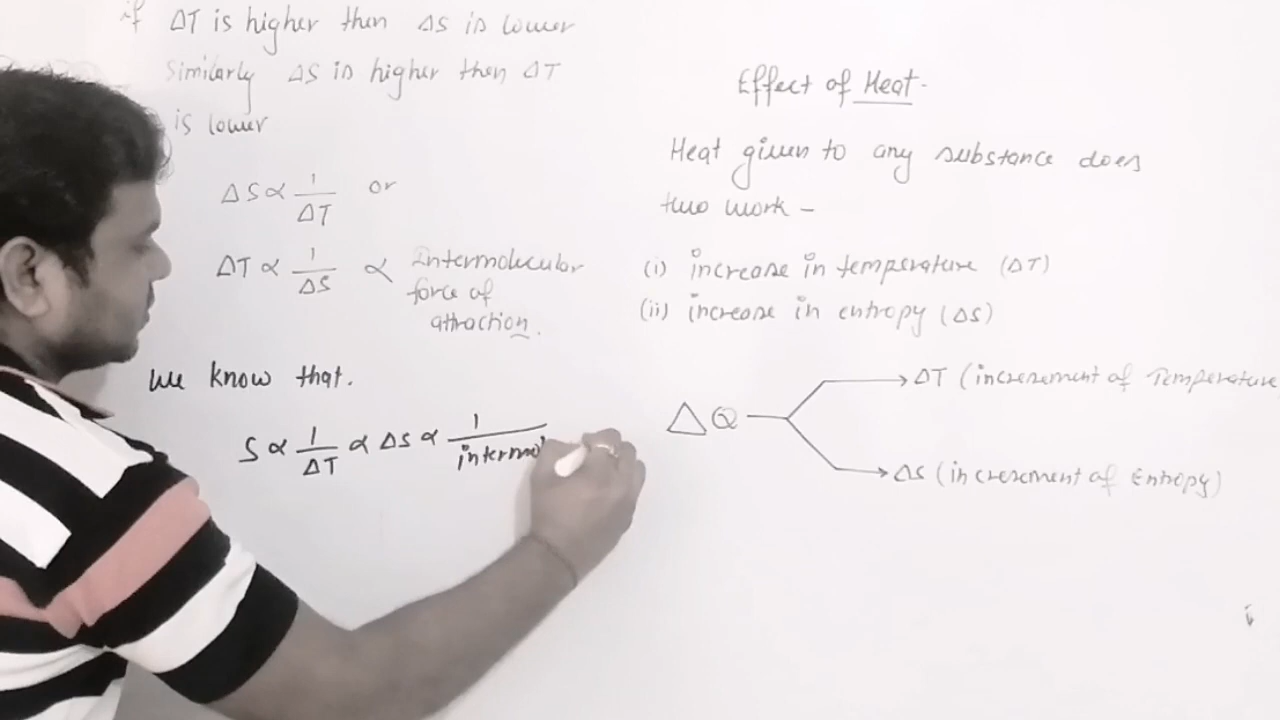 if ΔT is higher then ΔS is lower
Similarly ΔS is higher then ΔT
is lower
ΔS ∝ 1/ΔT or
ΔT ∝ 1/ΔS ∝ Intermolecular
force of
attraction.
We know that.
S ∝ 1/ΔT ∝ ΔS ∝ 1/intermol
Effect of Heat-
Heat given to any substance does
two work -
(i) increase in temperature (ΔT)
(ii) increase in entropy (ΔS)
ΔQ
ΔT (increment of Temperature
ΔS (increment of Entropy)